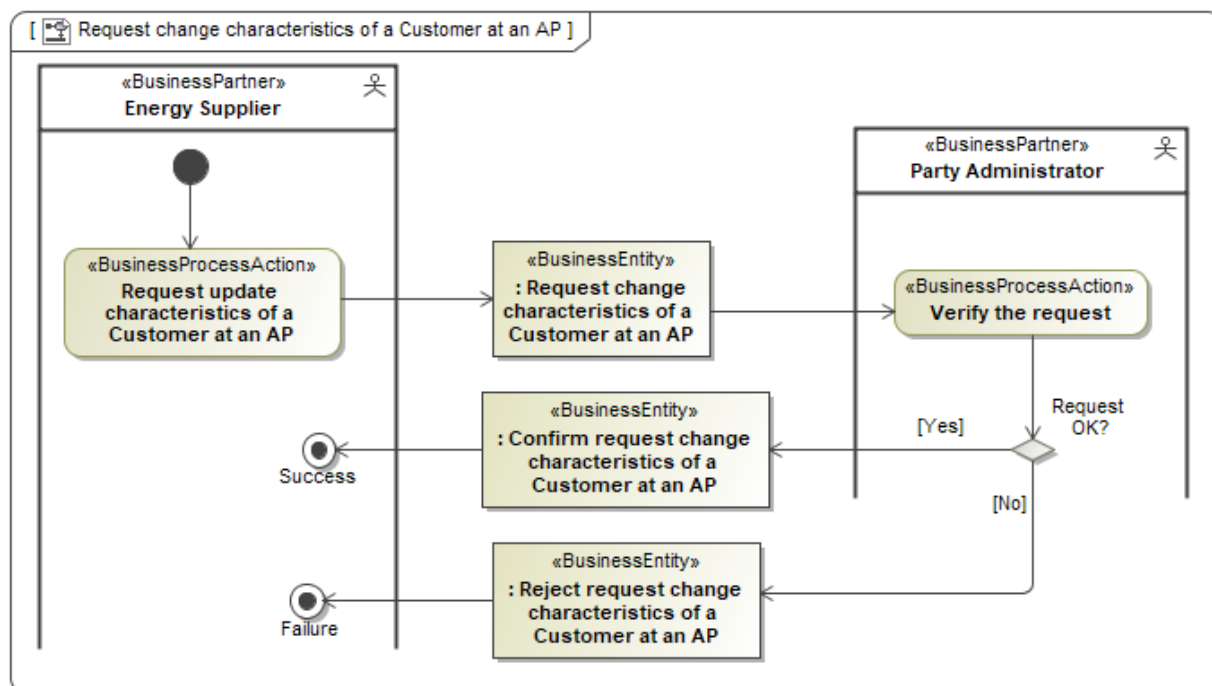 [ Request change characteristics of a Customer at an AP ]
«BusinessPartner»
Energy Supplier
«BusinessPartner»
Party Administrator
«BusinessProcessAction»
Request update
characteristics of a
Customer at an AP
«BusinessEntity»
: Request change
characteristics of a
Customer at an AP
«BusinessProcessAction»
Verify the request
Request
OK?
[Yes]
«BusinessEntity»
: Confirm request change
characteristics of a
Customer at an AP
Success
[No]
«BusinessEntity»
: Reject request change
characteristics of a
Customer at an AP
Failure